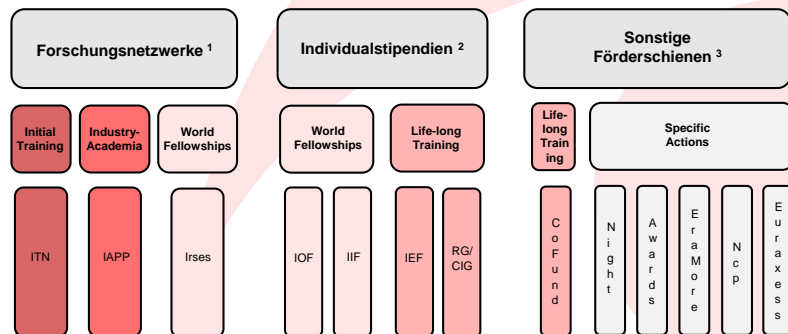 Forschungsnetzwerke ¹
Individualstipendien ²
Sonstige
Förderschienen ³
Initial
Training
Industry-
Academia
World
Fellowships
World
Fellowships
Life-long
Training
Life-
long
Train
ing
Specific
Actions
ITN
IAPP
Irses
IOF
IIF
IEF
RG/
CIG
CoFund
Night
Awards
EraMore
Ncp
Euraxess